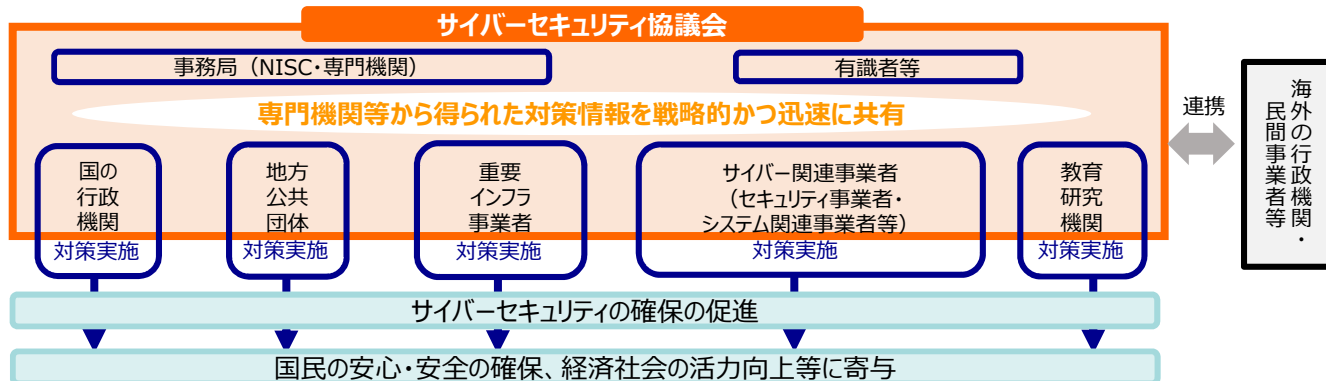 サイバーセキュリティ協議会
事務局（NISC・専門機関）
有識者等
専門機関等から得られた対策情報を戦略的かつ迅速に共有
国の
行政
機関
対策実施
地方
公共
団体
対策実施
重要
インフラ
事業者
対策実施
サイバー関連事業者
（セキュリティ事業者・
システム関連事業者等）
対策実施
教育
研究
機関
対策実施
連携
海外の行政機関・
民間事業者等
サイバーセキュリティの確保の促進
国民の安心・安全の確保、経済社会の活力向上等に寄与